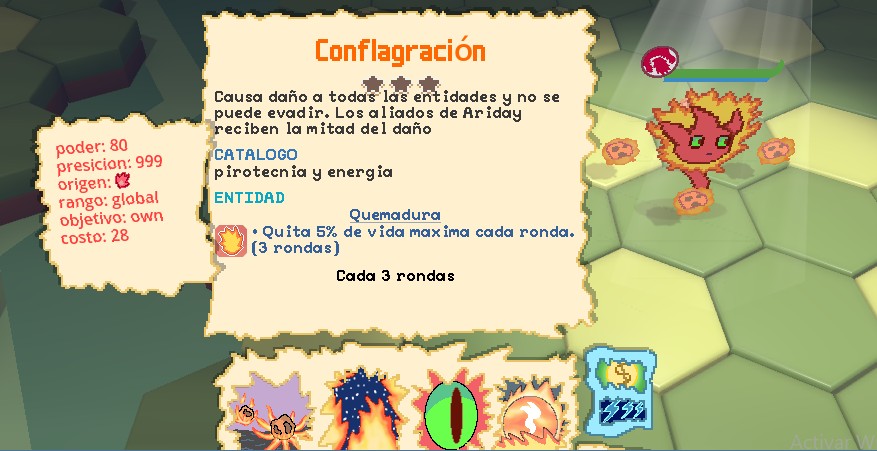 Conflagración
Causa daño a todas las entidades y no se
puede evadir. Los aliados de Ariday
reciben la mitad del daño
CATALOGO
pirotecnia y energia
ENTIDAD
Quemadura
• Quita 5% de vida maxima cada ronda.
(3 rondas)
Cada 3 rondas
poder: 80
presicion: 999
origen:
rango: global
objetivo: own
costo: 28
$
Activar W